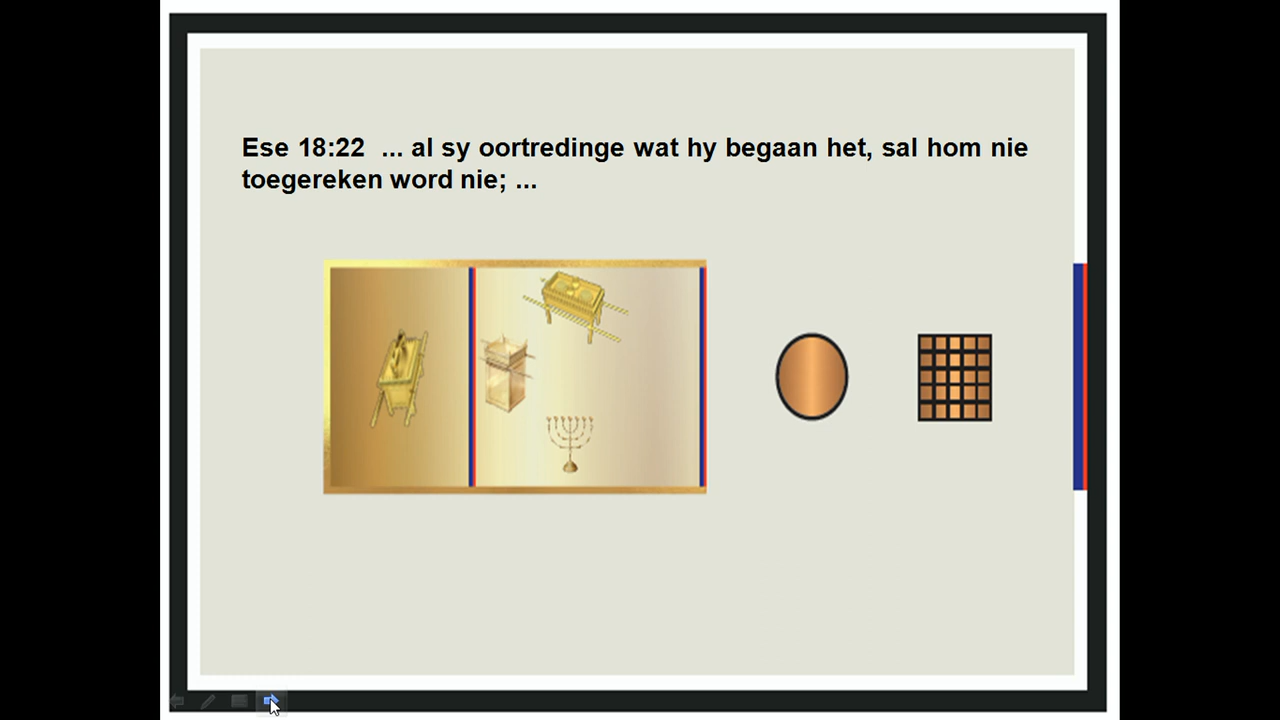 Ese 18:22 ... al sy oortredinge wat hy begaan het, sal hom nie
toegereken word nie; ...